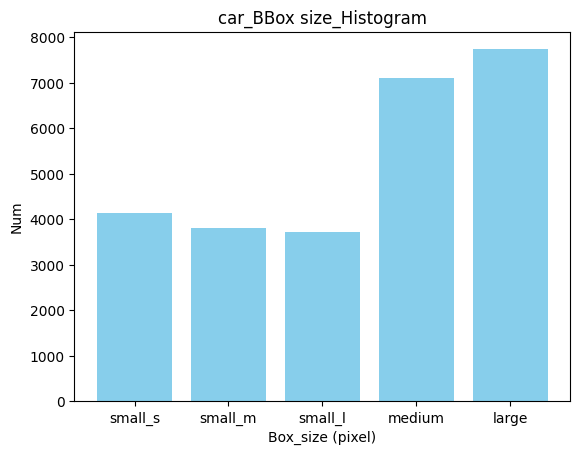 car_BBox size_Histogram
8000
7000
6000
5000
4000
3000
2000
1000
0
Num
small_s small_m small_l medium large
Box_size (pixel)